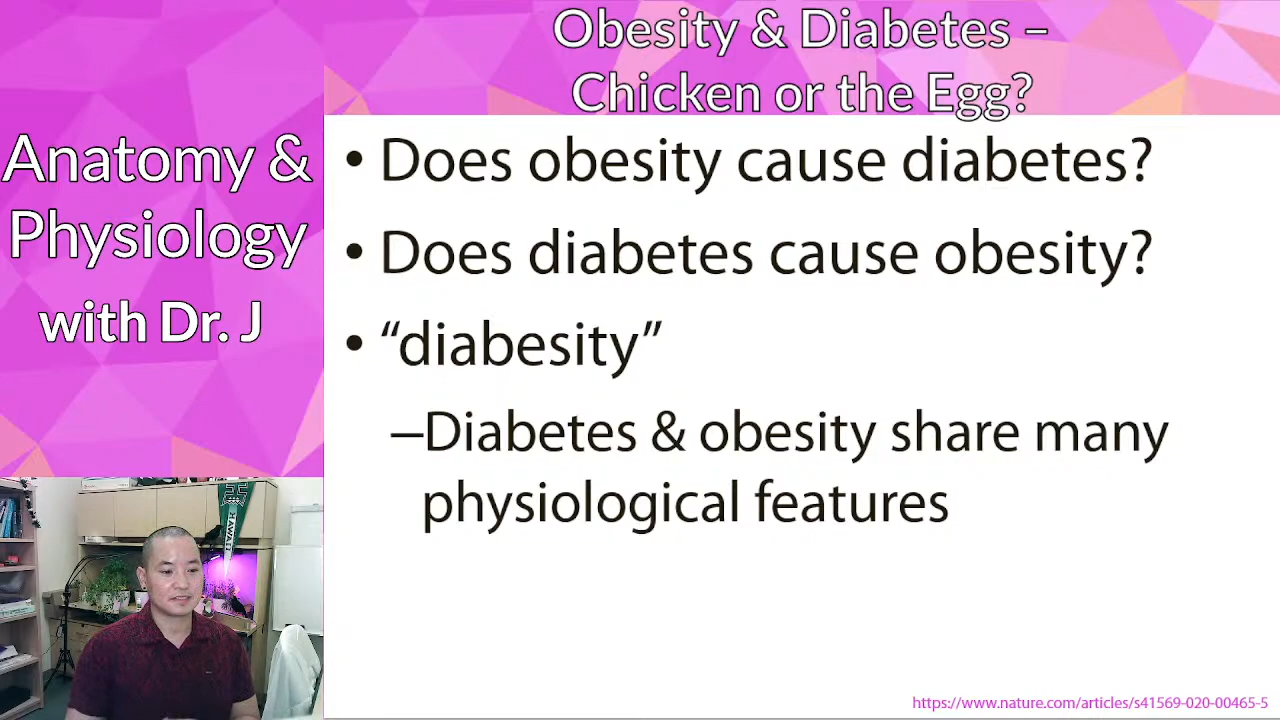 Obesity & Diabetes –
Chicken or the Egg?
Anatomy &
Physiology
with Dr. J
• Does obesity cause diabetes?
• Does diabetes cause obesity?
• “diabesity”
–Diabetes & obesity share many
physiological features
HAWAI
https://www.nature.com/articles/s41569-020-00465-5